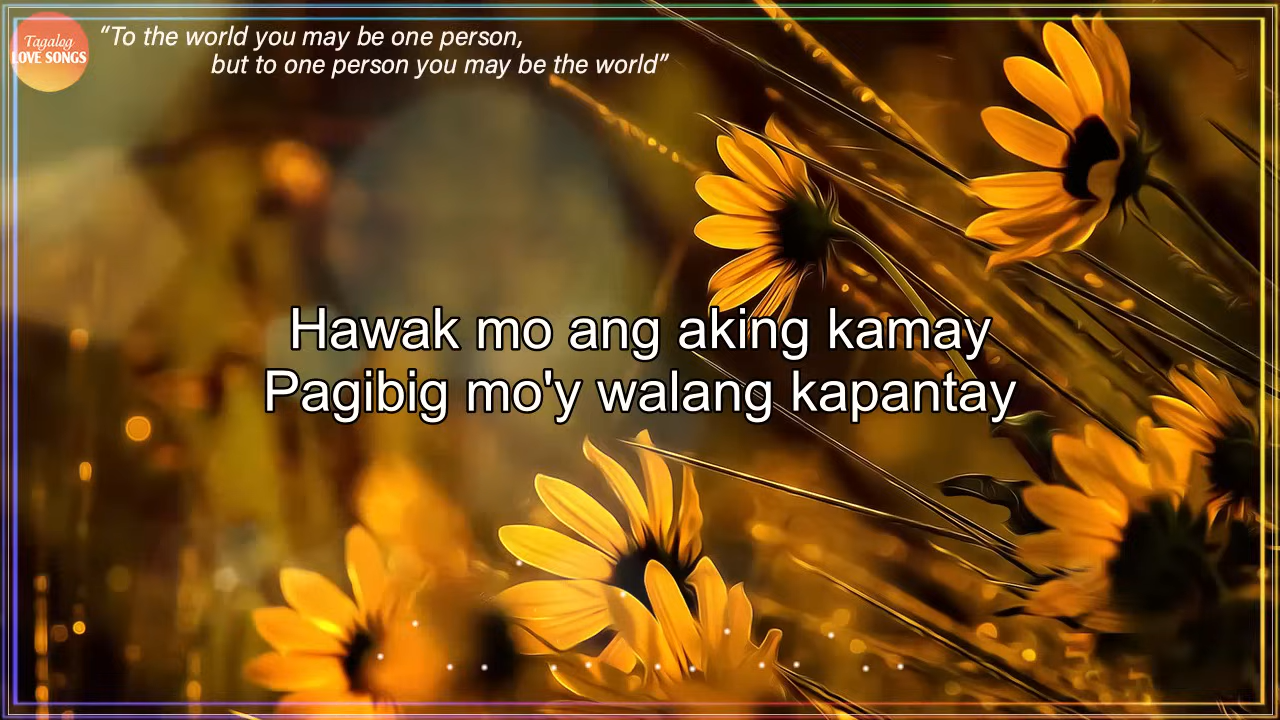 Tagalog
LOVE SONGS
“To the world you may be one person,
but to one person you may be the world”
Hawak mo ang aking kamay
Pagibig mo'y walang kapantay